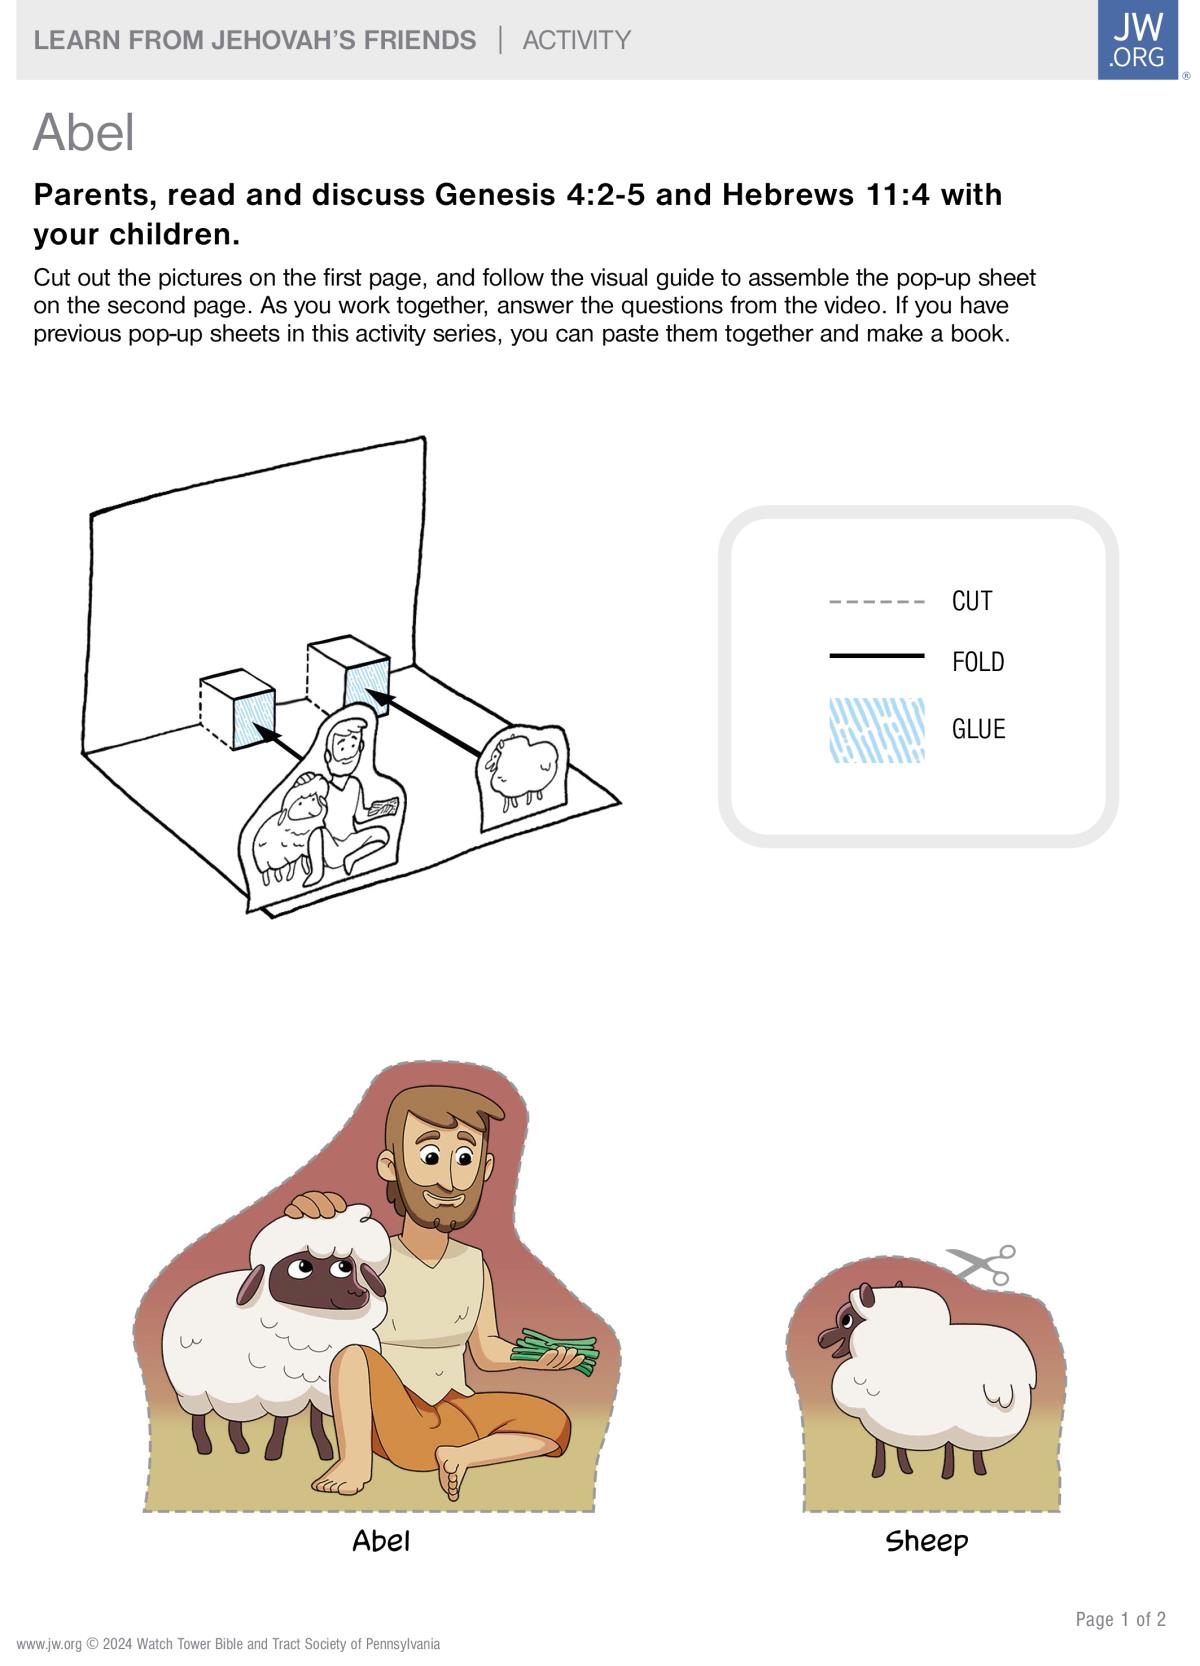 LEARN FROM JEHOVAH'S FRIENDS | ACTIVITY
JW
.ORG
®
Abel
Parents, read and discuss Genesis 4:2-5 and Hebrews 11:4 with
your children.
Cut out the pictures on the first page, and follow the visual guide to assemble the pop-up sheet
on the second page. As you work together, answer the questions from the video. If you have
previous pop-up sheets in this activity series, you can paste them together and make a book.
CUT
FOLD
GLUE
Abel
Sheep
Page 1 of 2
www.jw.org © 2024 Watch Tower Bible and Tract Society of Pennsylvania